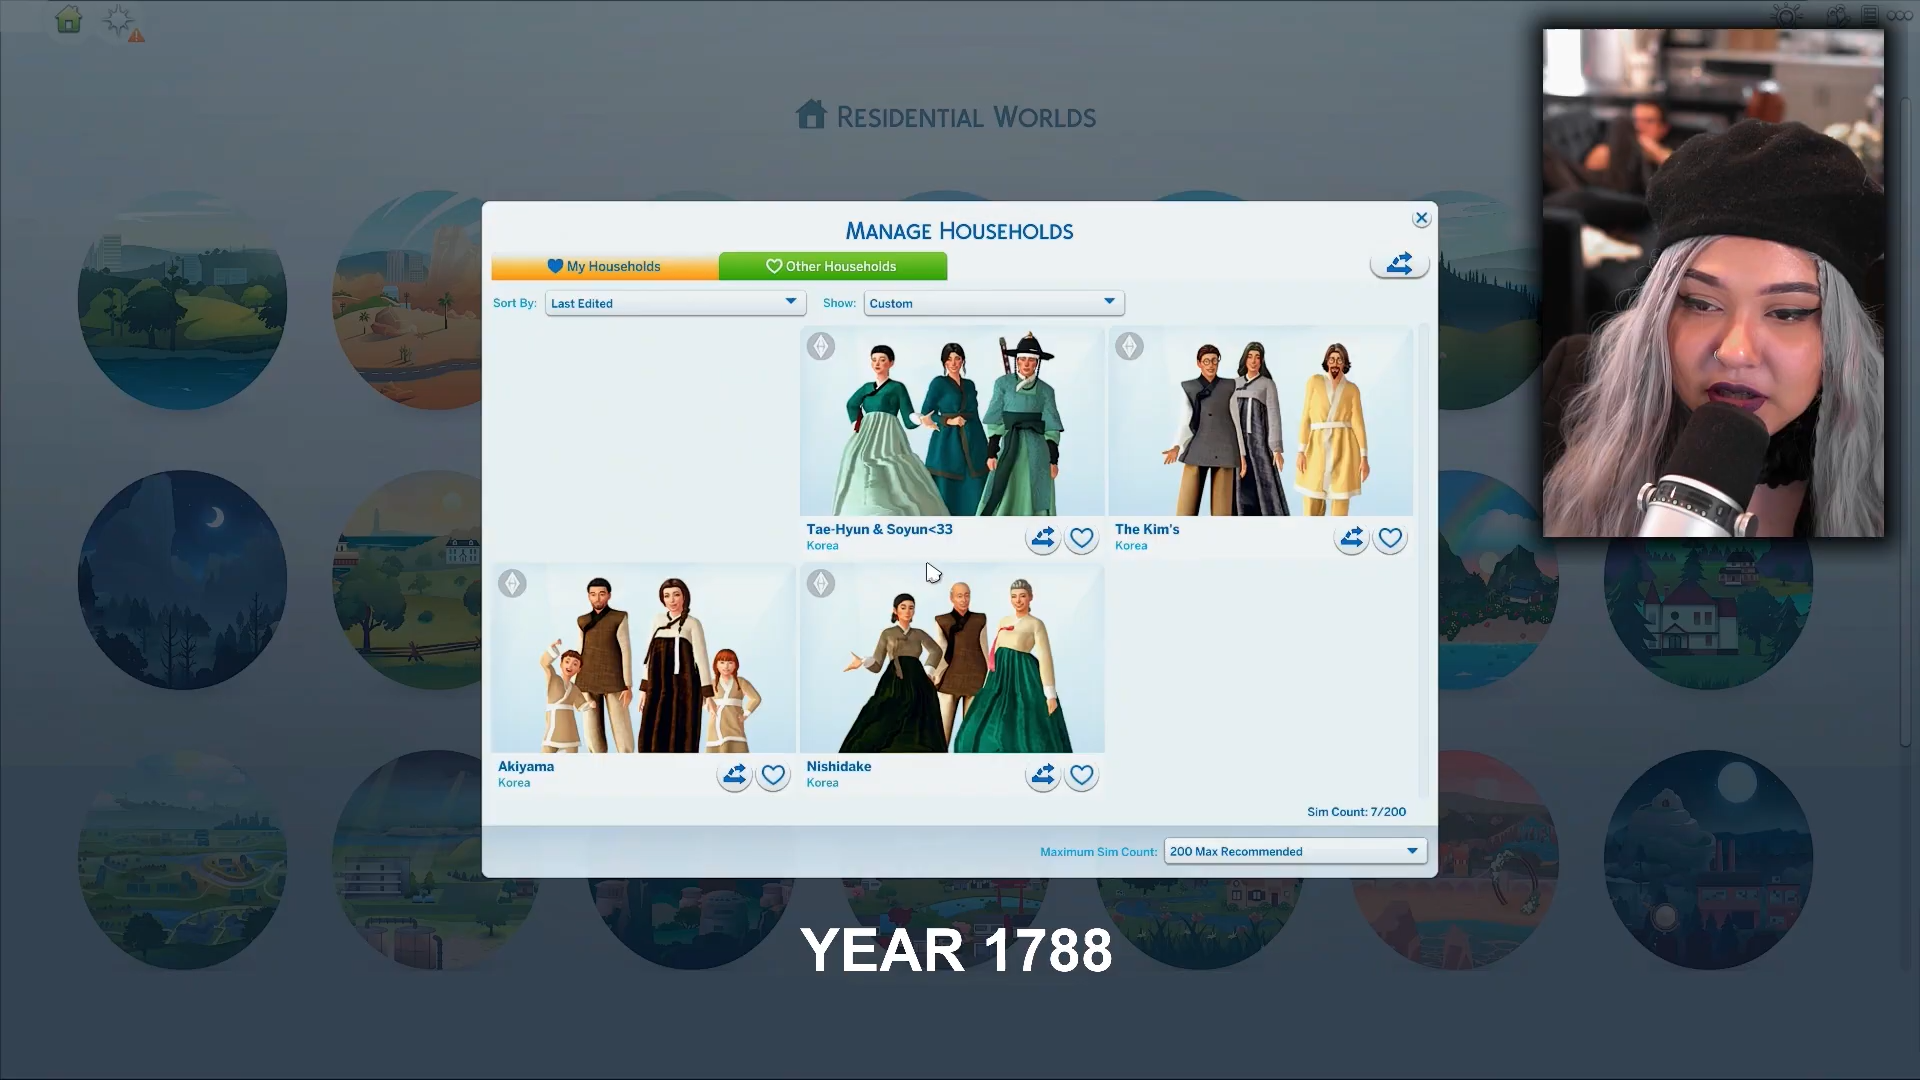 RESIDENTIAL WORLDS
MANAGE HOUSEHOLDS
My Households
Other Households
Sort By:
Last Edited
Show:
Custom
Tae-Hyun & Soyun<33
Korea
The Kim's
Korea
Akiyama
Korea
Nishidake
Korea
Sim Count: 7/200
Maximum Sim Count:
200 Max Recommended
YEAR 1788